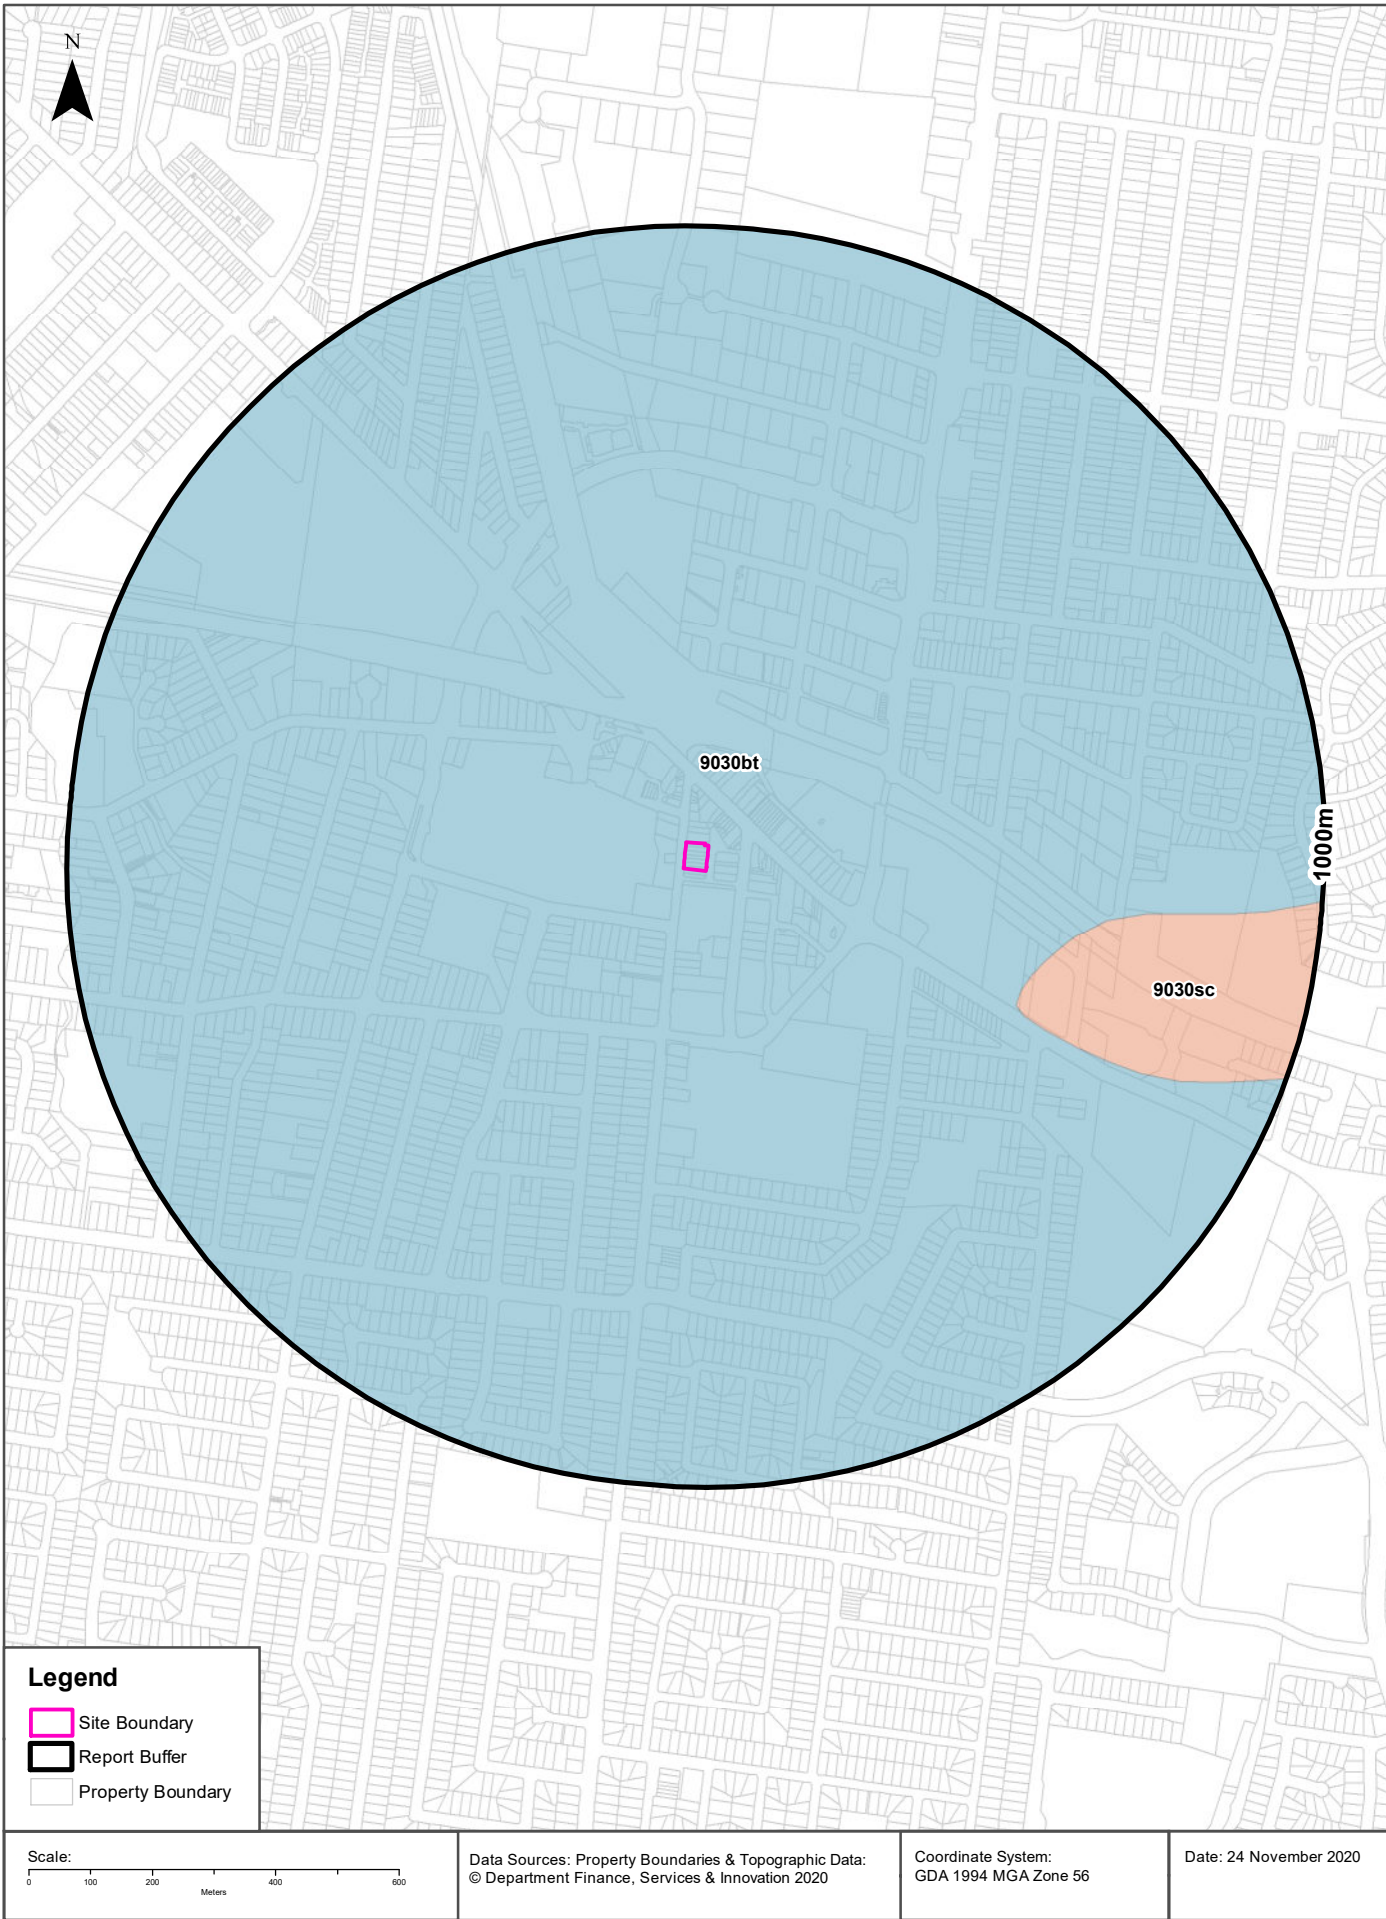 N
9030bt
1000m
9030sc
Legend
Site Boundary
Report Buffer
Property Boundary
Scale:
0 100 200 400 600
Meters
Data Sources: Property Boundaries & Topographic Data:
© Department Finance, Services & Innovation 2020
Coordinate System:
GDA 1994 MGA Zone 56
Date: 24 November 2020